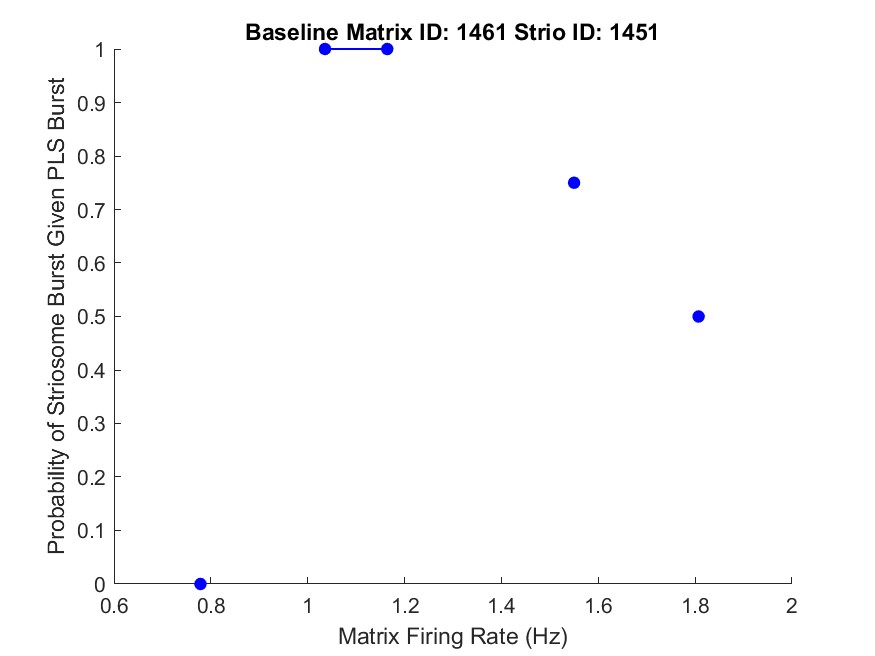 Baseline Matrix ID: 1461 Strio ID: 1451
Probability of Striosome Burst Given PLS Burst
1
0.9
0.8
0.7
0.6
0.5
0.4
0.3
0.2
0.1
0
0.6 0.8 1 1.2 1.4 1.6 1.8 2
Matrix Firing Rate (Hz)